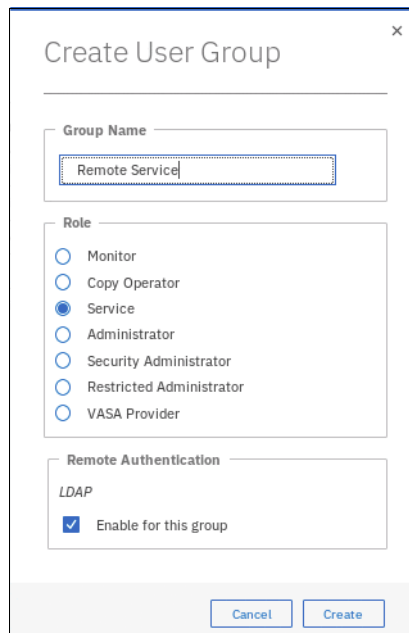 ×
Create User Group
Group Name
Remote Service
Role
Monitor
Copy Operator
Service
Administrator
Security Administrator
Restricted Administrator
VASA Provider
Remote Authentication
LDAP
Enable for this group
Cancel Create